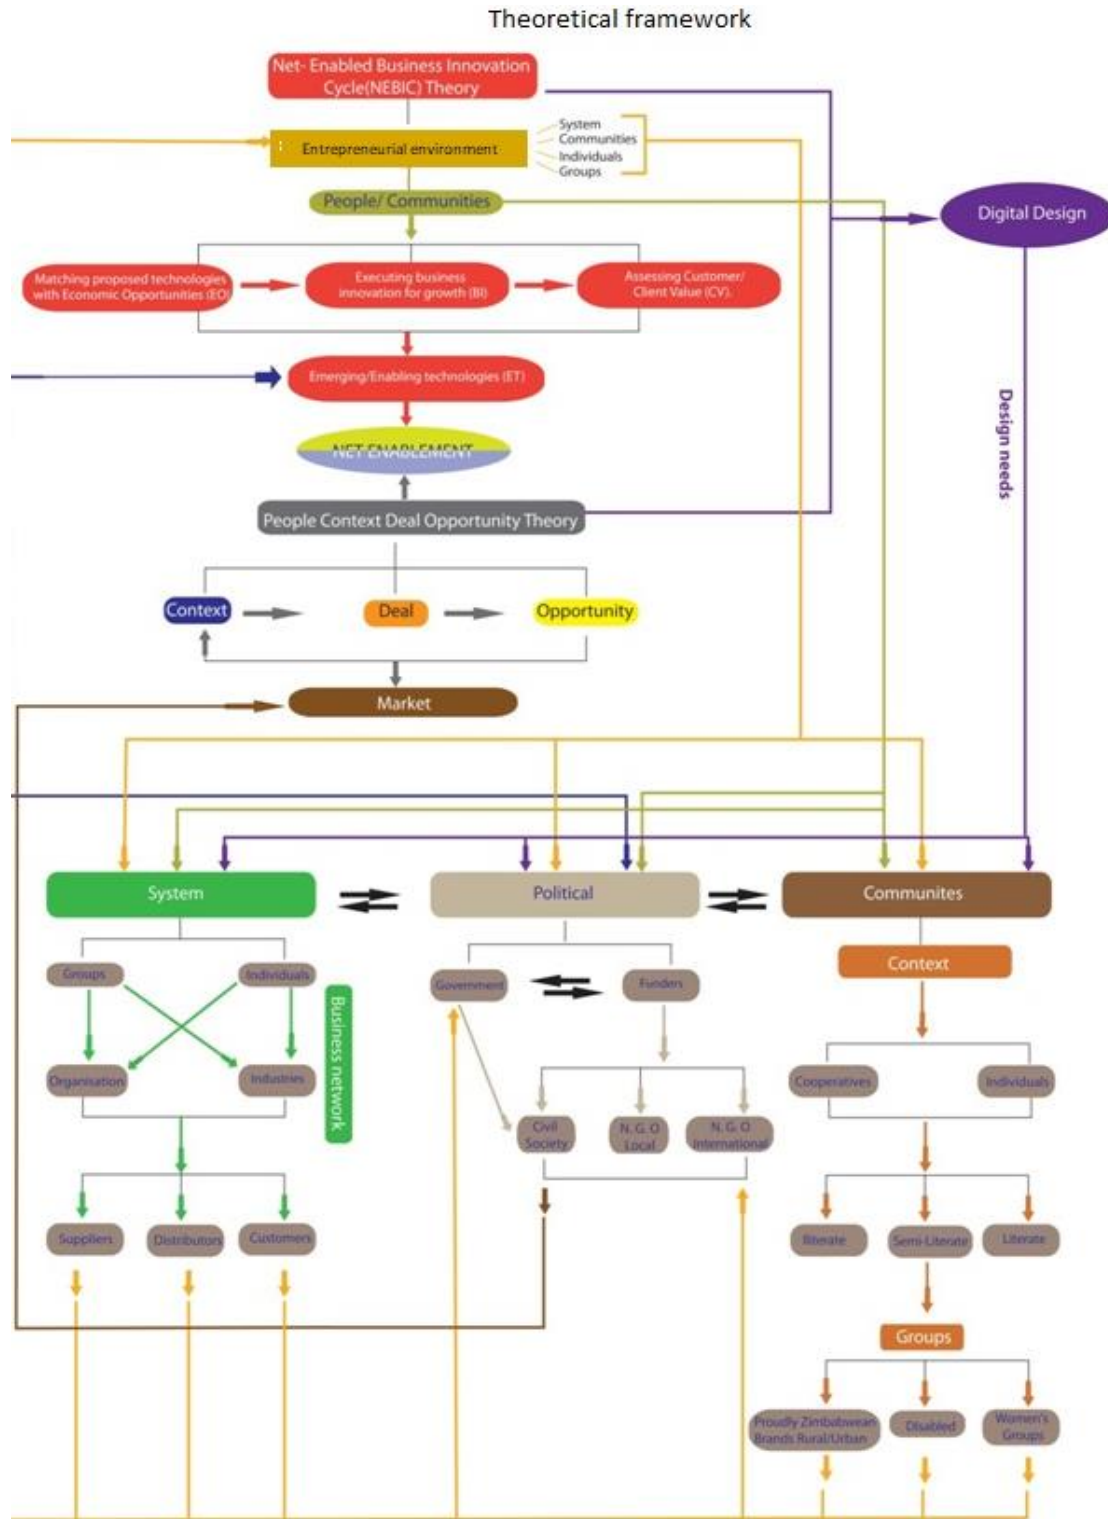 Theoretical framework
Net- Enabled Business Innovation
Cycle(NEBIC) Theory
Entrepreneurial environment
System
Communities
Individuals
Groups
People/ Communities
Digital Design
Matching proposed technologies
with Economic Opportunities (EO)
Executing business
innovation for growth (BI)
Assessing Customer/
Client Value (CV).
Emerging/Enabling technologies (ET)
Design needs
NET ENABLEMENT
People Context Deal Opportunity Theory
Context
Deal
Opportunity
Market
System
Political
Communites
Groups
Individuals
Business network
Organisation
Industries
Suppliers
Distributors
Customers
Government
Funders
Civil
Society
N. G. O
Local
N. G. O
International
Context
Cooperatives
Individuals
Iliterate
Semi-Literate
Literate
Groups
Proudly Zimbabwean
Brands Rural/Urban
Disabled
Women's
Groups